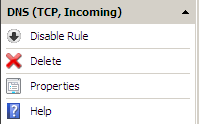 DNS (TCP, Incoming)
Disable Rule
Delete
Properties
Help